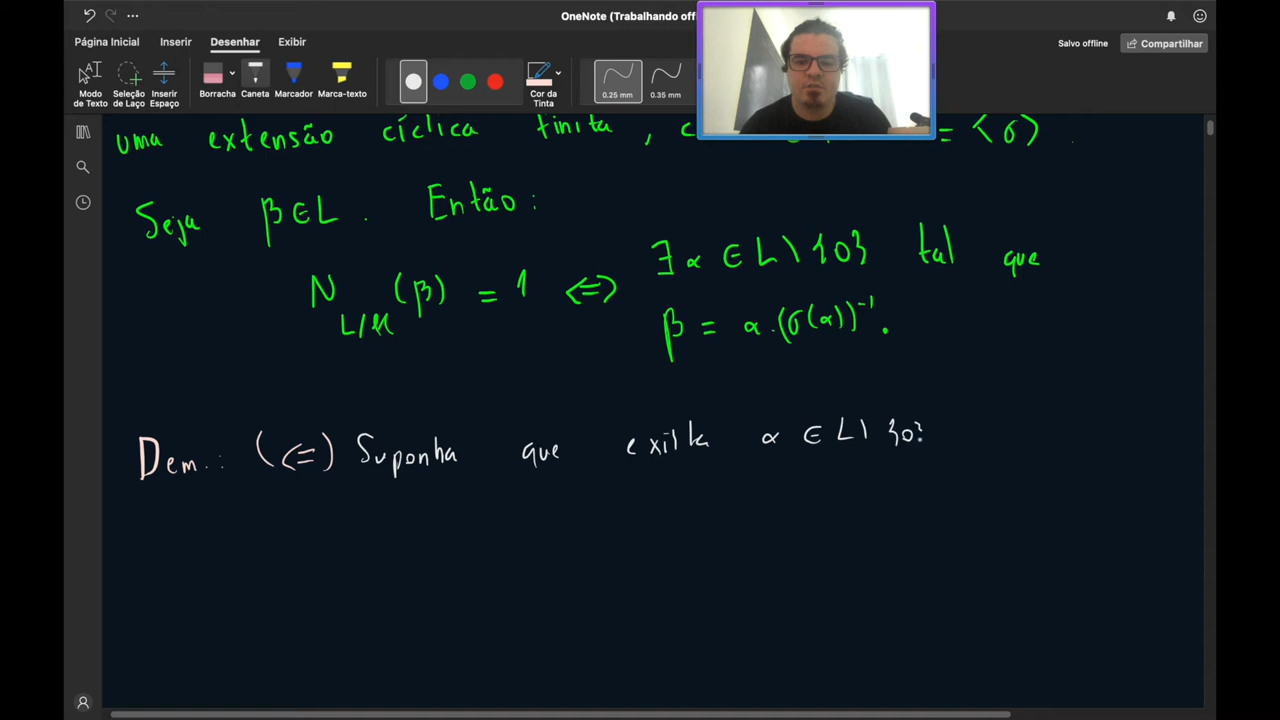 OneNote (Trabalhando off
Página Inicial Inserir Desenhar Exibir
Salvo offline Compartilhar
Modo de Texto Seleção de Laço Inserir Espaço Borracha Caneta Marcador Marca-texto Cor da Tinta 0.25 mm 0.35 mm
uma extensão cíclica finita, = ⟨σ⟩.
Seja β∈L. Então:
N_{L/K}(β) = 1 ⇔ ∃ α ∈ L\{0} tal que
β = α.(σ(α))⁻¹.
Dem.: (⇐) Suponha que exista α ∈ L\{0}